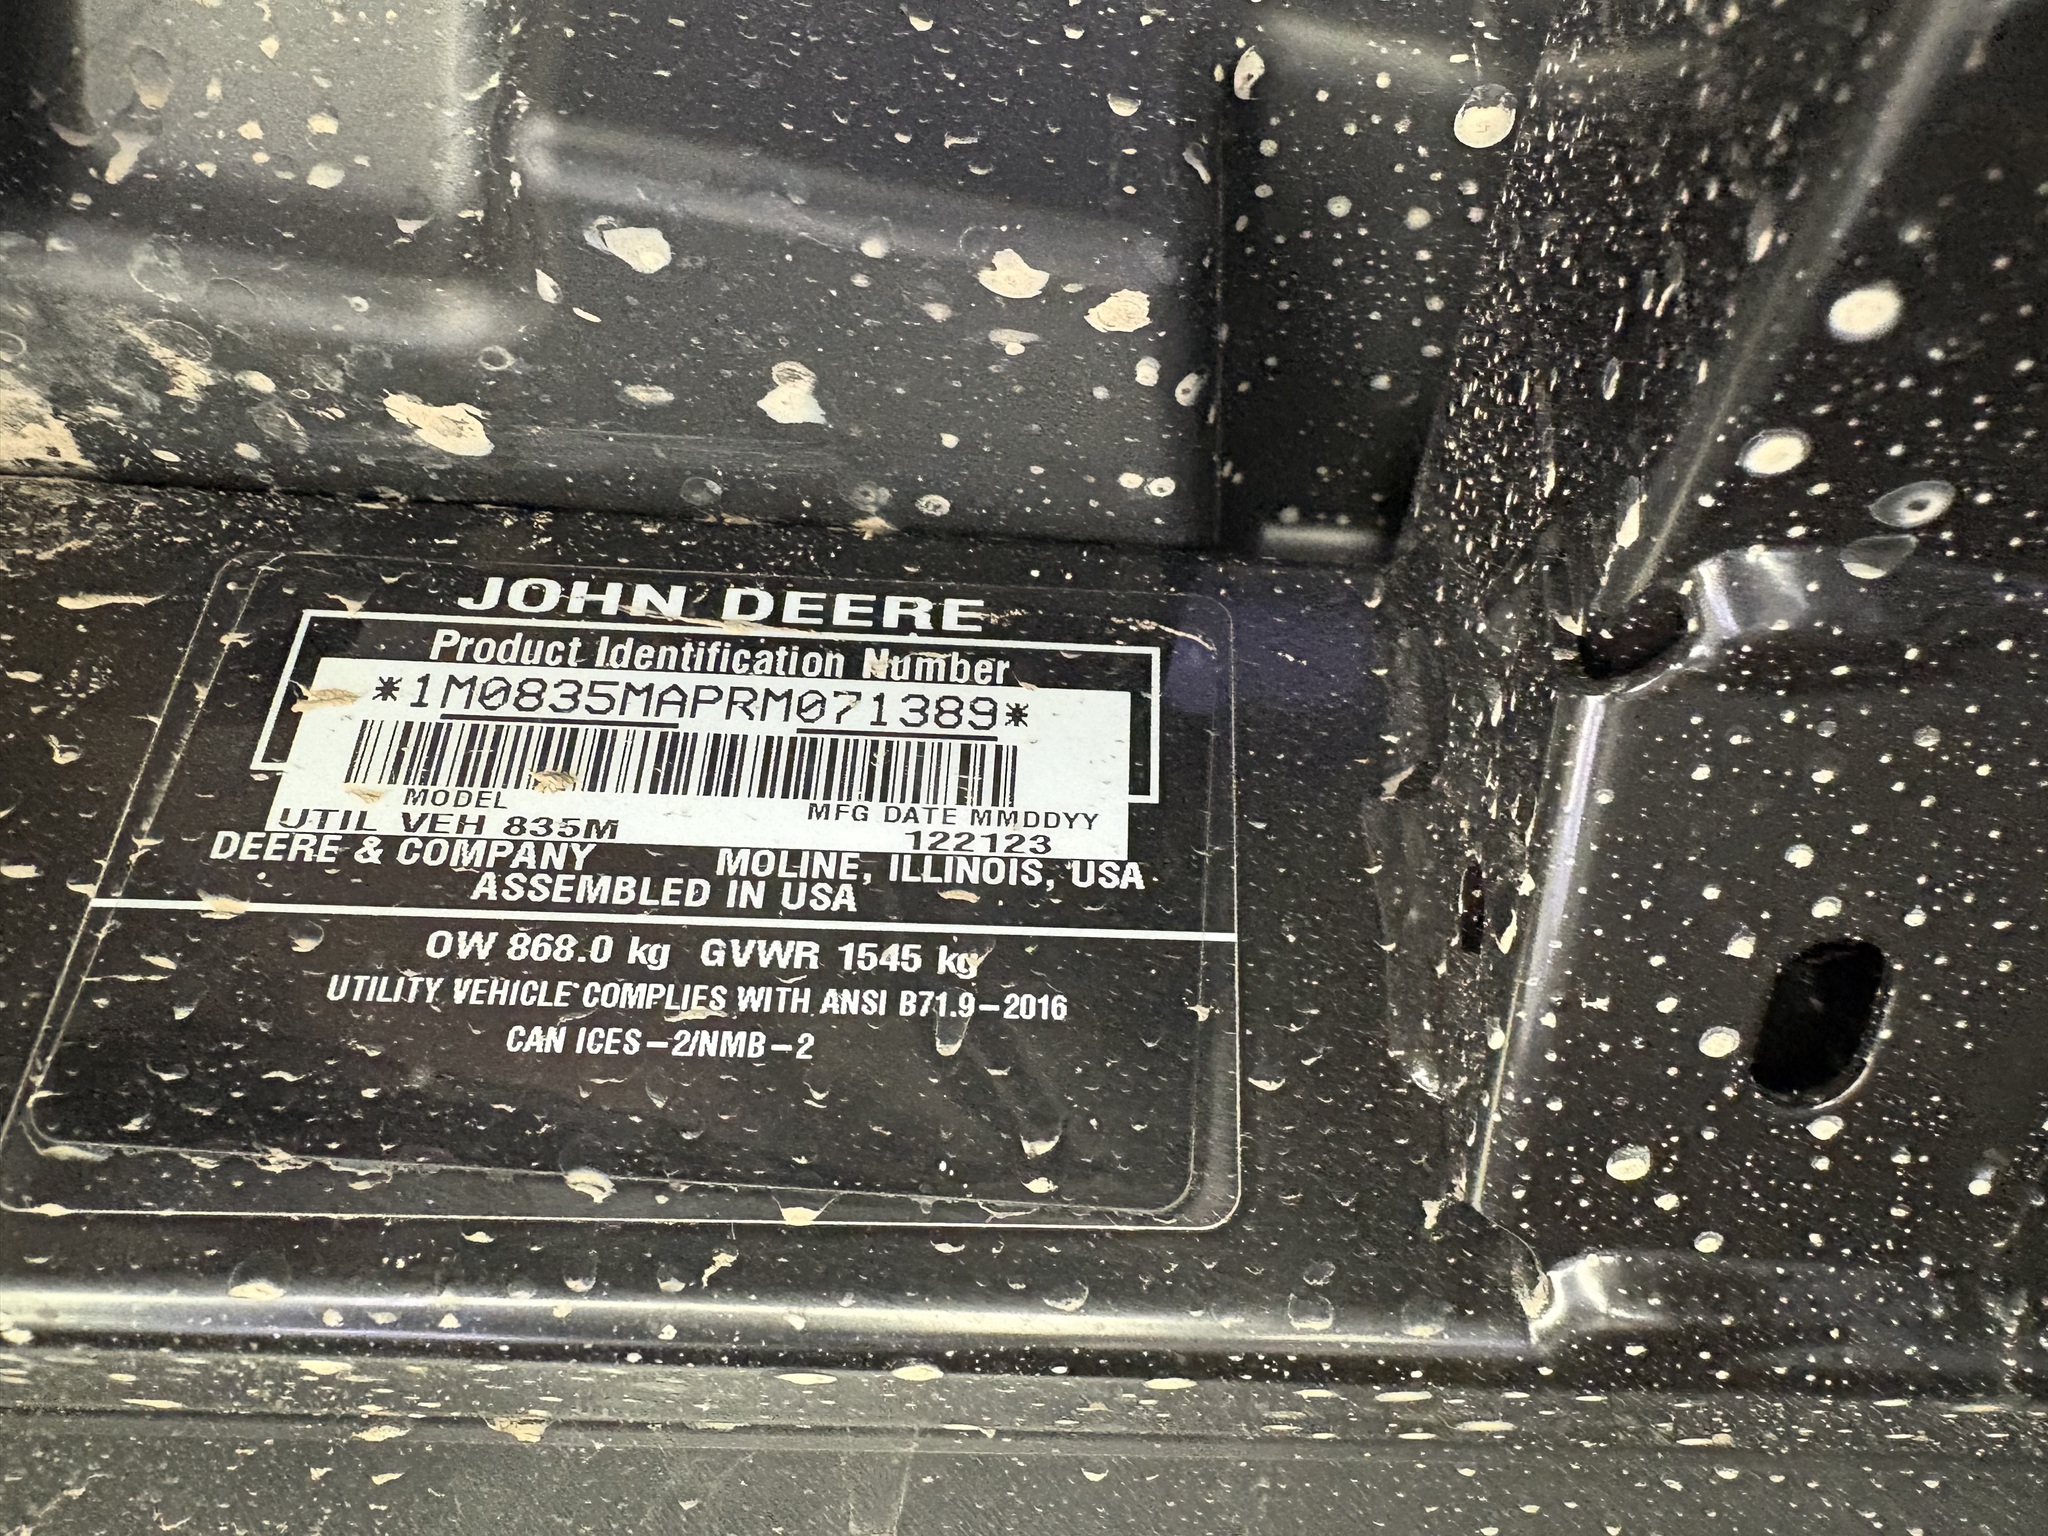 JOHN DEERE
Product Identification Number
*1M0835MAPRM071389*
MODEL MFG DATE MMDDYY
UTIL VEH 835M 122123
DEERE & COMPANY MOLINE, ILLINOIS, USA
ASSEMBLED IN USA
OW 868.0 kg GVWR 1545 kg
UTILITY VEHICLE COMPLIES WITH ANSI B71.9-2016
CAN ICES-2/NMB-2